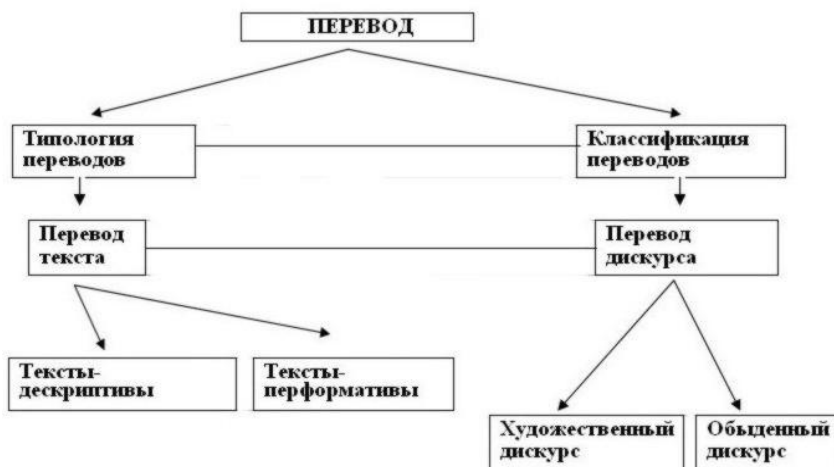 ПЕРЕВОД
Типология
переводов
Классификация
переводов
Перевод
текста
Перевод
дискурса
Тексты-
дескриптивы
Тексты-
перформативы
Художественный
дискурс
Обыденный
дискурс